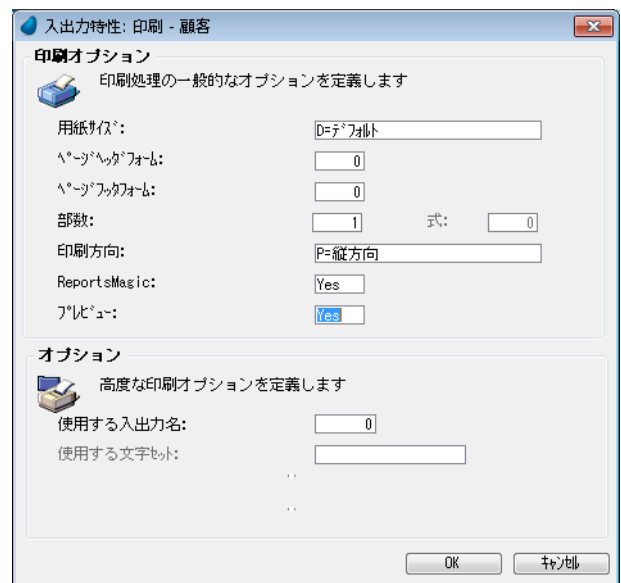 入出力特性: 印刷 - 顧客
印刷オプション
印刷処理の一般的なオプションを定義します
用紙ｻｲｽﾞ: D=ﾃﾞﾌｫﾙﾄ
ﾍﾟｰｼﾞﾍｯﾀﾞﾌｫｰﾑ: 0
ﾍﾟｰｼﾞﾌｯﾀﾌｫｰﾑ: 0
部数: 1 式: 0
印刷方向: P=縦方向
ReportsMagic: Yes
ﾌﾟﾚﾋﾞｭｰ: Yes
オプション
高度な印刷オプションを定義します
使用する入出力名: 0
使用する文字ｾｯﾄ:
OK ｷｬﾝｾﾙ